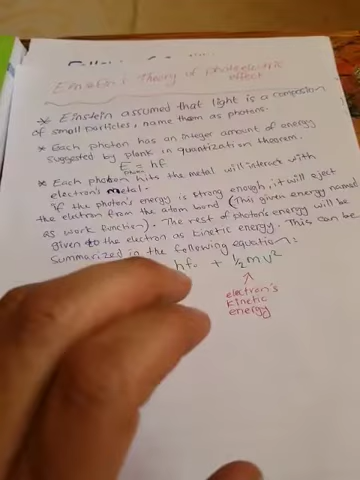 Einstein's Theory of photoelectric
effect
* Einstein assumed that light is a composion
of small particles, name them as photons.
* Each photon has an integer amount of energy
suggested by plank in quantization theorem.
E = hf
* Each photon hits the metal will interact with
electron's metal.
If the photon's energy is strong enough, it will eject
the electron from the atom bond (This given energy named
as work function). The rest of photon's energy will be
given to the electron as kinetic energy. This can be
summarized in the following equation:
hf₀ + ½mv²
electron's
kinetic
energy